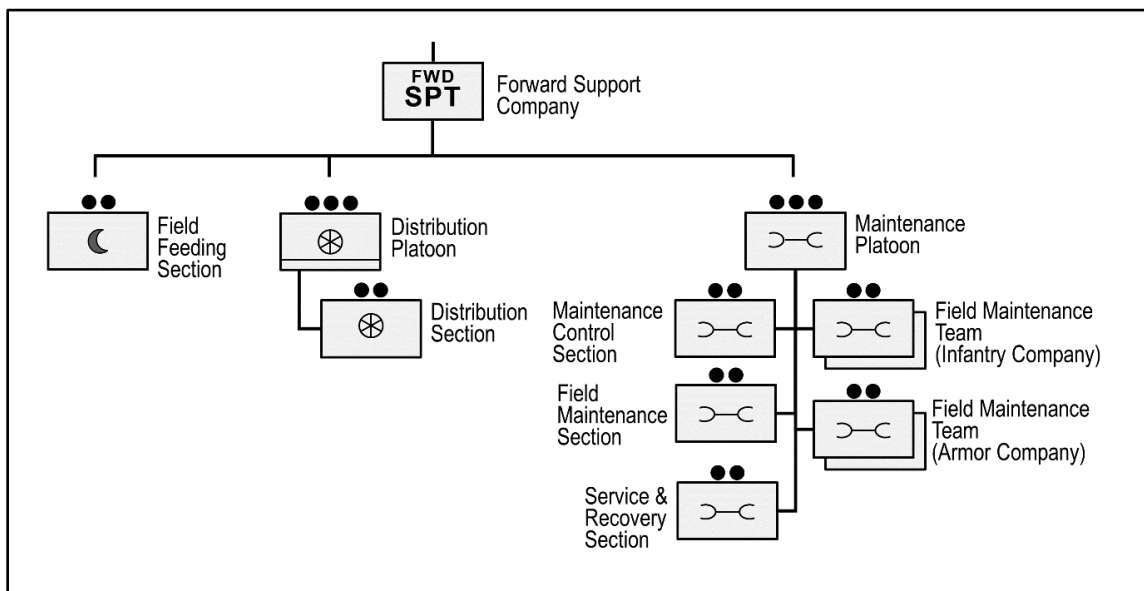 FWD
SPT
Forward Support
Company
Field
Feeding
Section
Distribution
Platoon
Distribution
Section
Maintenance
Platoon
Maintenance
Control
Section
Field Maintenance
Team
(Infantry Company)
Field
Maintenance
Section
Field Maintenance
Team
(Armor Company)
Service &
Recovery
Section